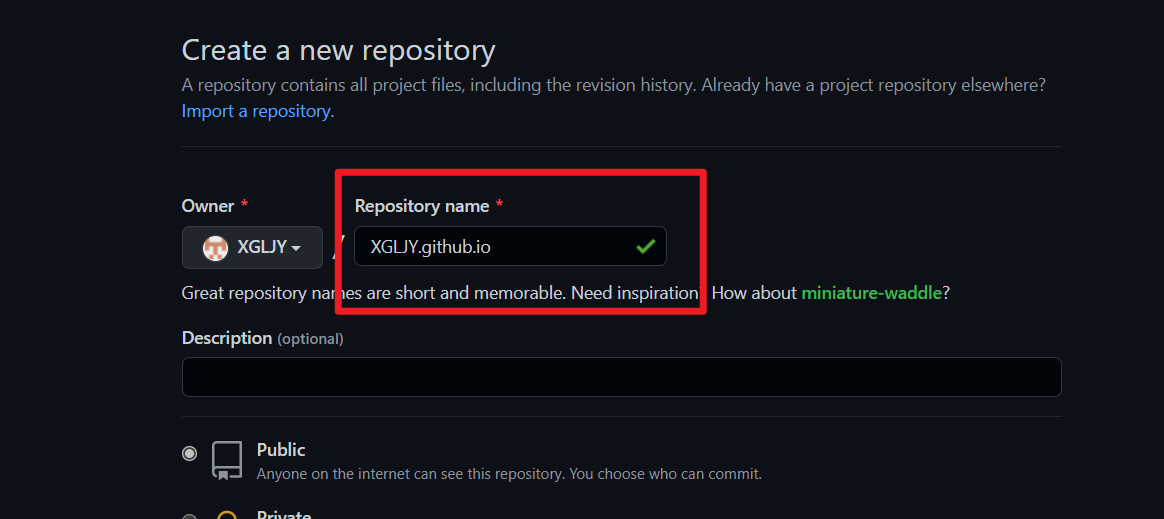 Create a new repository
A repository contains all project files, including the revision history. Already have a project repository elsewhere?
Import a repository.
Owner * Repository name *
XGLJY / XGLJY.github.io
Great repository names are short and memorable. Need inspiration? How about miniature-waddle?
Description (optional)
Public
Anyone on the internet can see this repository. You choose who can commit.
Private